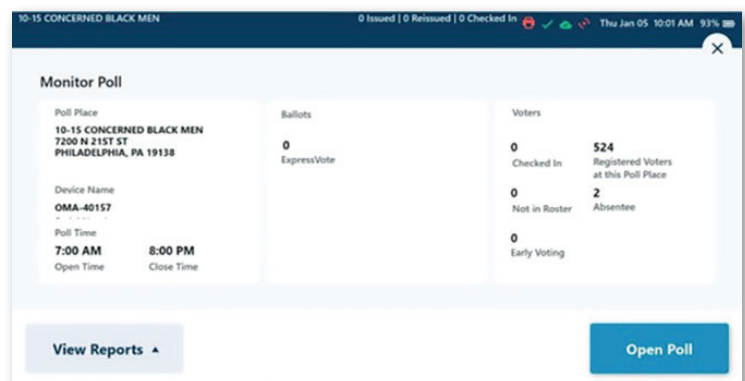 10-15 CONCERNED BLACK MEN
0 Issued | 0 Reissued | 0 Checked In
Thu Jan 05 10:01 AM 93%
Monitor Poll
Poll Place
10-15 CONCERNED BLACK MEN
7200 N 21ST ST
PHILADELPHIA, PA 19138
Device Name
OMA-40157
Poll Time
7:00 AM 8:00 PM
Open Time Close Time
Ballots
0
ExpressVote
Voters
0
Checked In
524
Registered Voters
at this Poll Place
0
Not in Roster
2
Absentee
0
Early Voting
View Reports
Open Poll